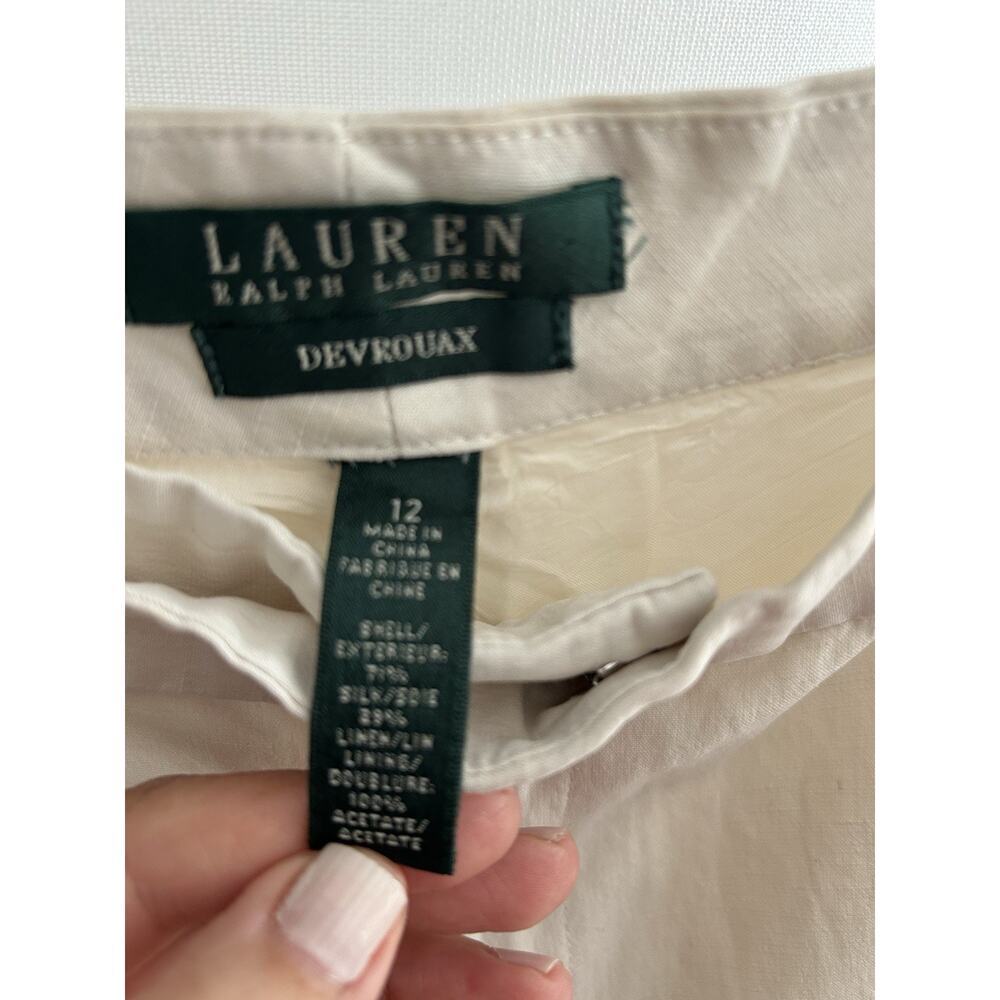 LAUREN
RALPH LAUREN
DEVROUAX
12
MADE IN
CHINA
FABRIQUE EN
CHINE
SHELL/
EXTERIEUR:
71%
SILK/SOIE
29%
LINEN/LIN
LINING/
DOUBLURE:
100%
ACETATE/
ACETATE